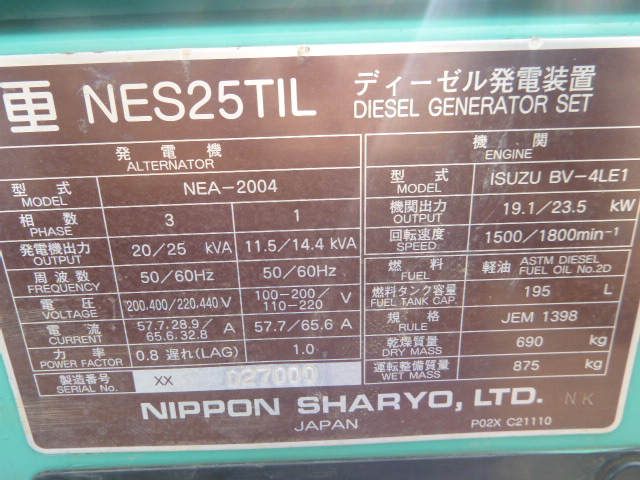 車 NES25TIL ディーゼル発電装置
DIESEL GENERATOR SET
発電機
ALTERNATOR
型式 MODEL NEA-2004
相数 PHASE 3 1
発電機出力 OUTPUT 20/25 kVA 11.5/14.4 kVA
周波数 FREQUENCY 50/60Hz 50/60Hz
電圧 VOLTAGE 200.400/220.440 V 100-200/110-220 V
電流 CURRENT 57.7.28.9/65.6.32.8 A 57.7/65.6 A
力率 POWER FACTOR 0.8 遅れ(LAG) 1.0
製造番号 SERIAL No. XX 027000
機関
ENGINE
型式 MODEL ISUZU BV-4LE1
機関出力 OUTPUT 19.1/23.5 kW
回転速度 SPEED 1500/1800min-1
燃料 FUEL 軽油 ASTM DIESEL FUEL OIL No.2D
燃料タンク容量 FUEL TANK CAP. 195 L
規格 RULE JEM 1398
乾燥質量 DRY MASS 690 kg
運転整備質量 WET MASS 875 kg
NIPPON SHARYO, LTD. NK
JAPAN
P02X C21110